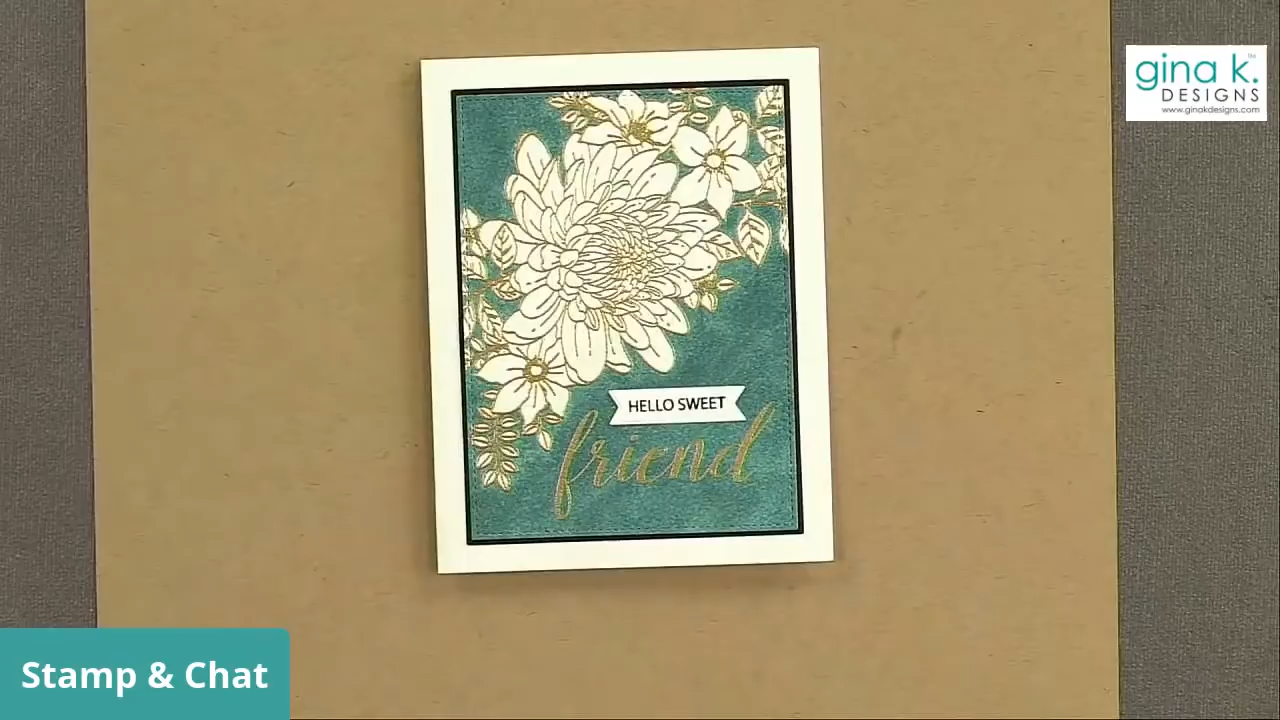 gina k.
DESIGNS
www.ginakdesigns.com
HELLO SWEET
friend
Stamp & Chat